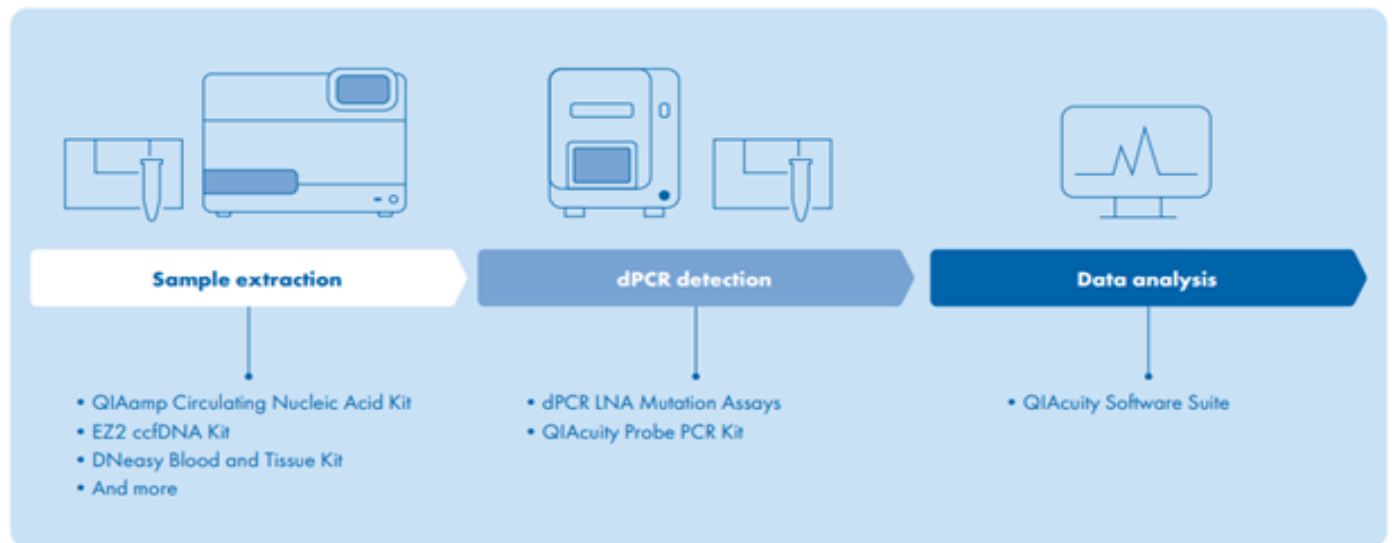 Sample extraction
dPCR detection
Data analysis
• QIAamp Circulating Nucleic Acid Kit
• EZ2 ccfDNA Kit
• DNeasy Blood and Tissue Kit
• And more
• dPCR LNA Mutation Assays
• QIAcuity Probe PCR Kit
• QIAcuity Software Suite